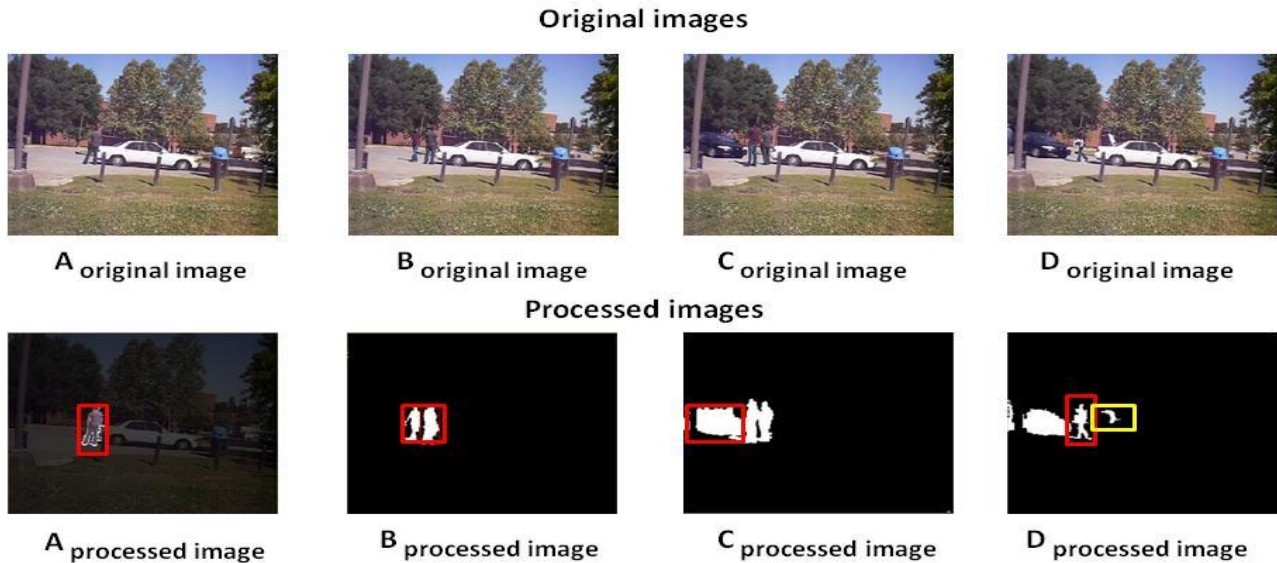 Original images
A original image
B original image
C original image
D original image
Processed images
A processed image
B processed image
C processed image
D processed image